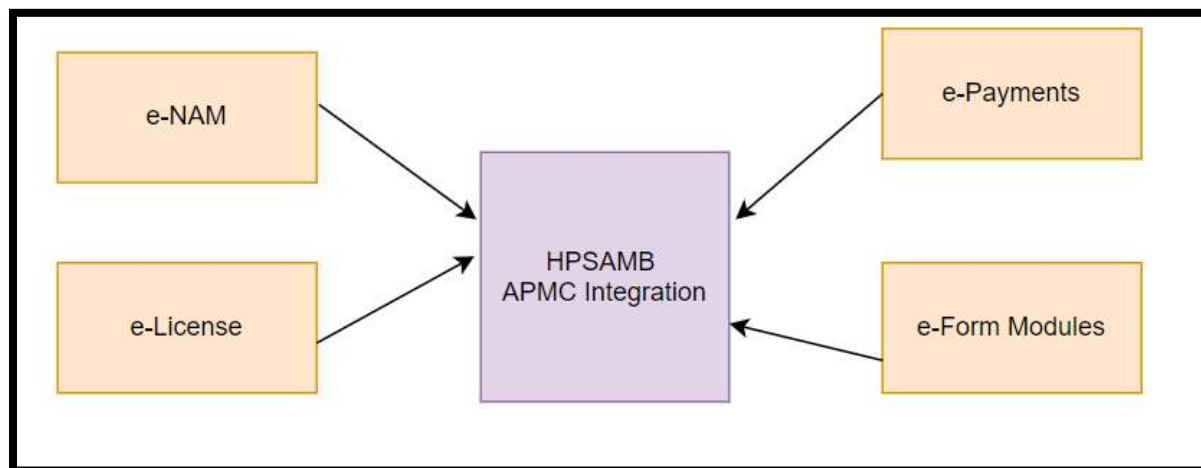 e-NAM
e-Payments
HPSAMB
APMC Integration
e-License
e-Form Modules